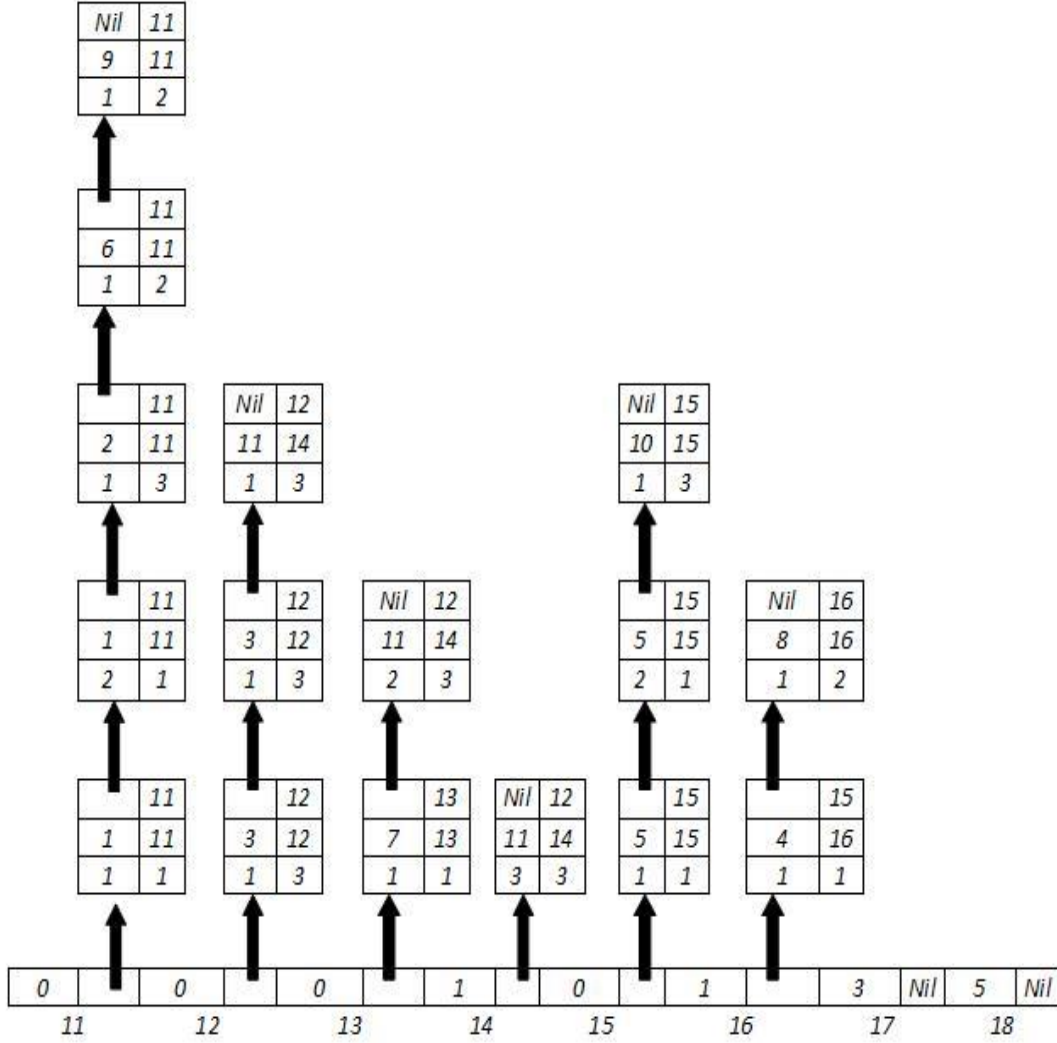 Nil 11
9 11
1 2
11
6 11
1 2
11 Nil 12 Nil 15
2 11 11 14 10 15
1 3 1 3 1 3
11 12 Nil 12 15 Nil 16
1 11 3 12 11 14 5 15 8 16
2 1 1 3 2 3 2 1 1 2
11 12 13 Nil 12 15 15
1 11 3 12 7 13 11 14 5 15 4 16
1 1 1 3 1 1 3 3 1 1 1 1
0 0 0 1 0 1 3 Nil 5 Nil
11 12 13 14 15 16 17 18